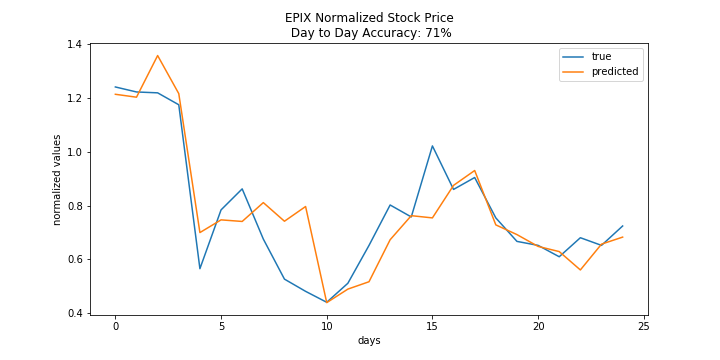 EPIX Normalized Stock Price
Day to Day Accuracy: 71%
true
predicted
normalized values
1.4
1.2
1.0
0.8
0.6
0.4
0 5 10 15 20 25
days